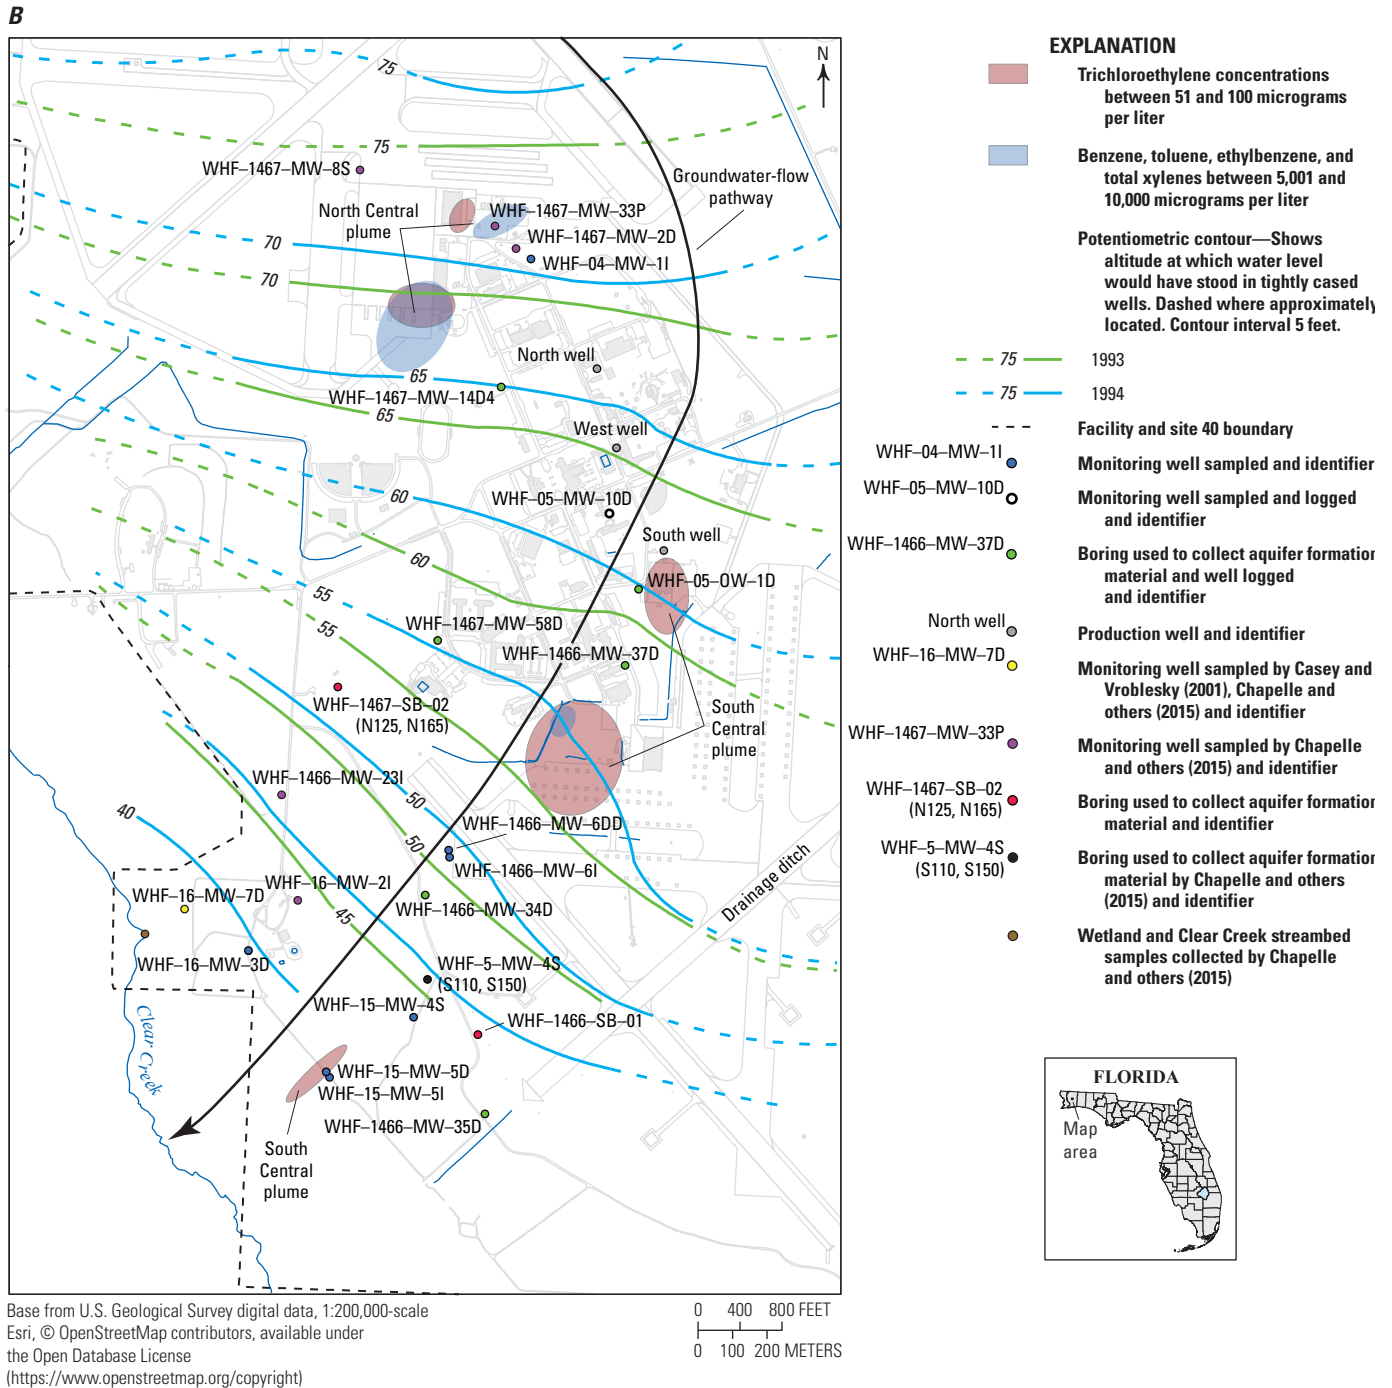 B
75
N
75
WHF–1467–MW–8S
Groundwater-flow
pathway
North Central
plume
WHF–1467–MW–33P
WHF–1467–MW–2D
WHF–04–MW–1I
70
70
North well
65
WHF–1467–MW–14D4
65
West well
60
WHF–05–MW–10D
South well
60
WHF–05–OW–1D
55
55
WHF–1467–MW–58D
WHF–1466–MW–37D
WHF–1467–SB–02
(N125, N165)
South
Central
plume
WHF–1466–MW–23I
50
40
50
WHF–1466–MW–6DD
WHF–1466–MW–6I
WHF–16–MW–2I
WHF–16–MW–7D
WHF–1466–MW–34D
45
Drainage ditch
WHF–16–MW–3D
WHF–5–MW–4S
(S110, S150)
WHF–15–MW–4S
WHF–1466–SB–01
Clear Creek
WHF–15–MW–5D
WHF–15–MW–5I
WHF–1466–MW–35D
South
Central
plume
EXPLANATION
Trichloroethylene concentrations
between 51 and 100 micrograms
per liter
Benzene, toluene, ethylbenzene, and
total xylenes between 5,001 and
10,000 micrograms per liter
Potentiometric contour—Shows
altitude at which water level
would have stood in tightly cased
wells. Dashed where approximately
located. Contour interval 5 feet.
75 1993
75 1994
Facility and site 40 boundary
WHF–04–MW–1I
Monitoring well sampled and identifier
WHF–05–MW–10D
Monitoring well sampled and logged
and identifier
WHF–1466–MW–37D
Boring used to collect aquifer formation
material and well logged
and identifier
North well
Production well and identifier
WHF–16–MW–7D
Monitoring well sampled by Casey and
Vroblesky (2001), Chapelle and
others (2015) and identifier
WHF–1467–MW–33P
Monitoring well sampled by Chapelle
and others (2015) and identifier
WHF–1467–SB–02
(N125, N165)
Boring used to collect aquifer formation
material and identifier
WHF–5–MW–4S
(S110, S150)
Boring used to collect aquifer formation
material by Chapelle and others
(2015) and identifier
Wetland and Clear Creek streambed
samples collected by Chapelle
and others (2015)
FLORIDA
Map
area
Base from U.S. Geological Survey digital data, 1:200,000-scale
Esri, © OpenStreetMap contributors, available under
the Open Database License
(https://www.openstreetmap.org/copyright)
0 400 800 FEET
0 100 200 METERS